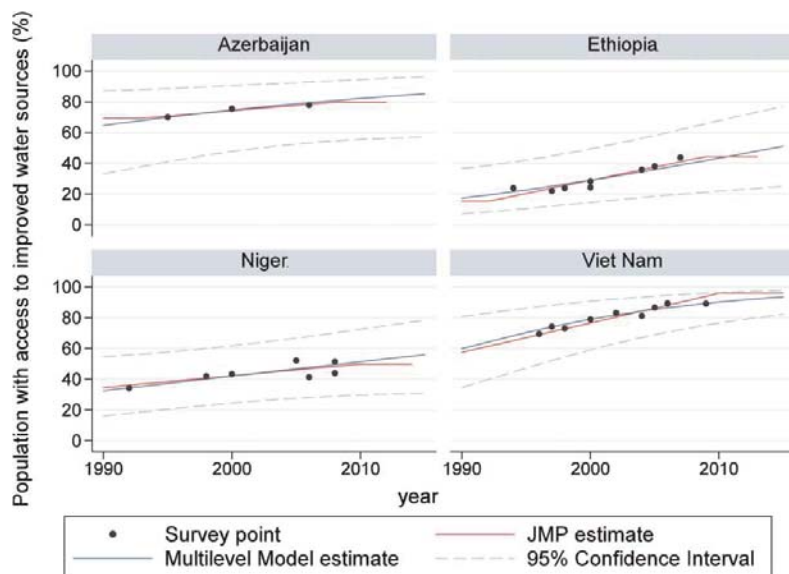 Population with access to improved water sources (%)
Azerbaijan
Ethiopia
100
80
60
40
20
0
Niger
Viet Nam
100
80
60
40
20
0
1990 2000 2010 1990 2000 2010
year
Survey point JMP estimate
Multilevel Model estimate 95% Confidence Interval